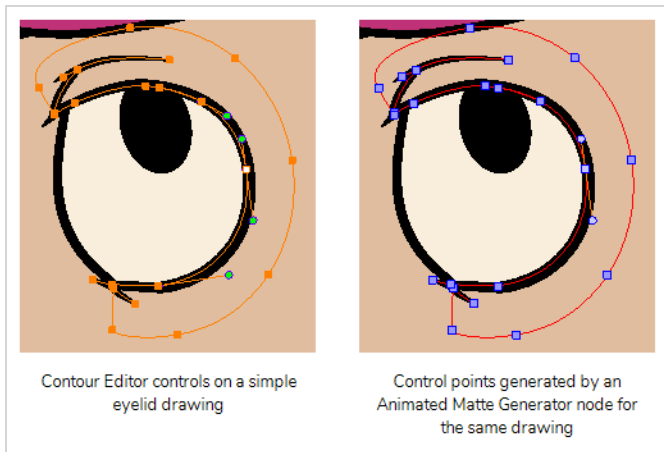 Contour Editor controls on a simple
eyelid drawing
Control points generated by an
Animated Matte Generator node for
the same drawing